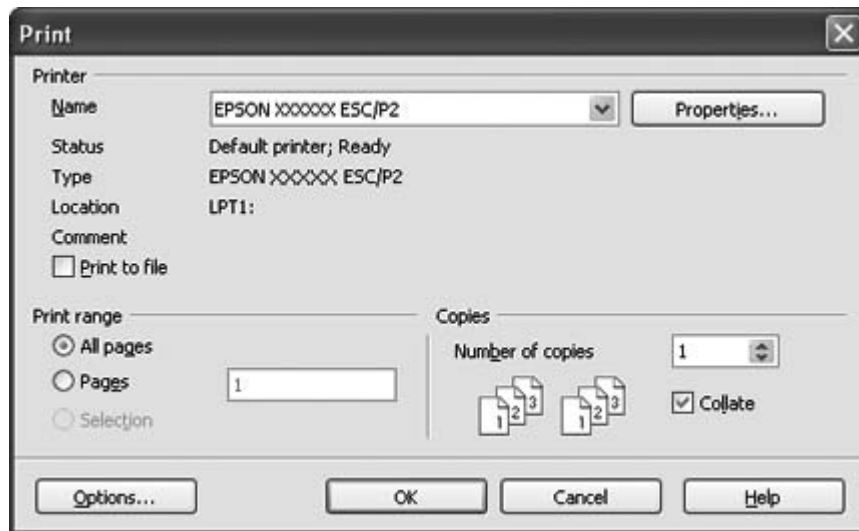 Print
Printer
Name EPSON XXXXXX ESC/P2 Properties...
Status Default printer; Ready
Type EPSON XXXXXX ESC/P2
Location LPT1:
Comment
Print to file
Print range
All pages
Pages 1
Selection
Copies
Number of copies 1
1 2 3 1 2 3
Collate
Options... OK Cancel Help